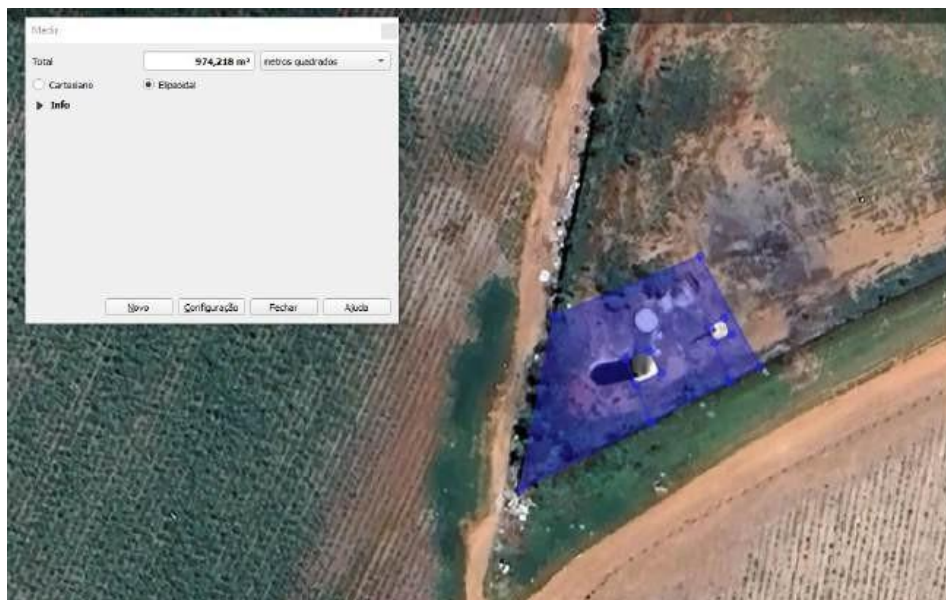 Medir
Total 974,218 m² metros quadrados
Cartesiano Elipsoidal
Info
Novo Configuração Fechar Ajuda